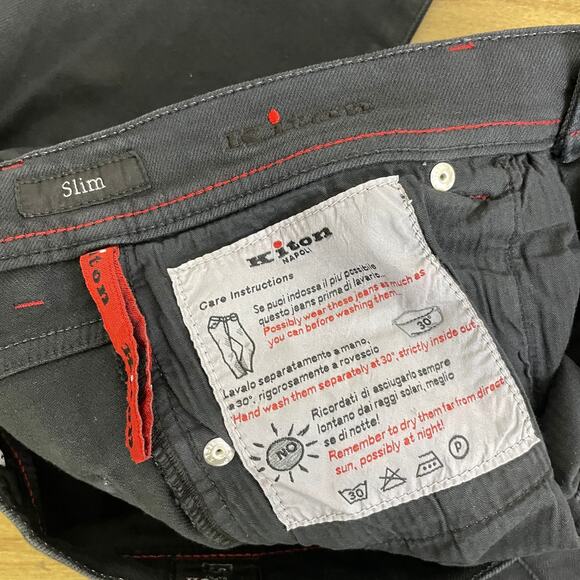 Kiton
Slim
Kiton
Kiton
NAPOLI
Care Instructions
Se puoi indossa il più possibile
questo jeans prima di lavarlo...
Possibly wear these jeans as much as
you can before washing them...
30°
Lavalo separatamente a mano,
a 30°, rigorosamente a rovescio
Hand wash them separately at 30°, strictly inside out
NO
Ricordati di asciugarlo sempre
lontano dai raggi solari, meglio
se di notte!
Remember to dry them far from direct
sun, possibly at night!
30
P